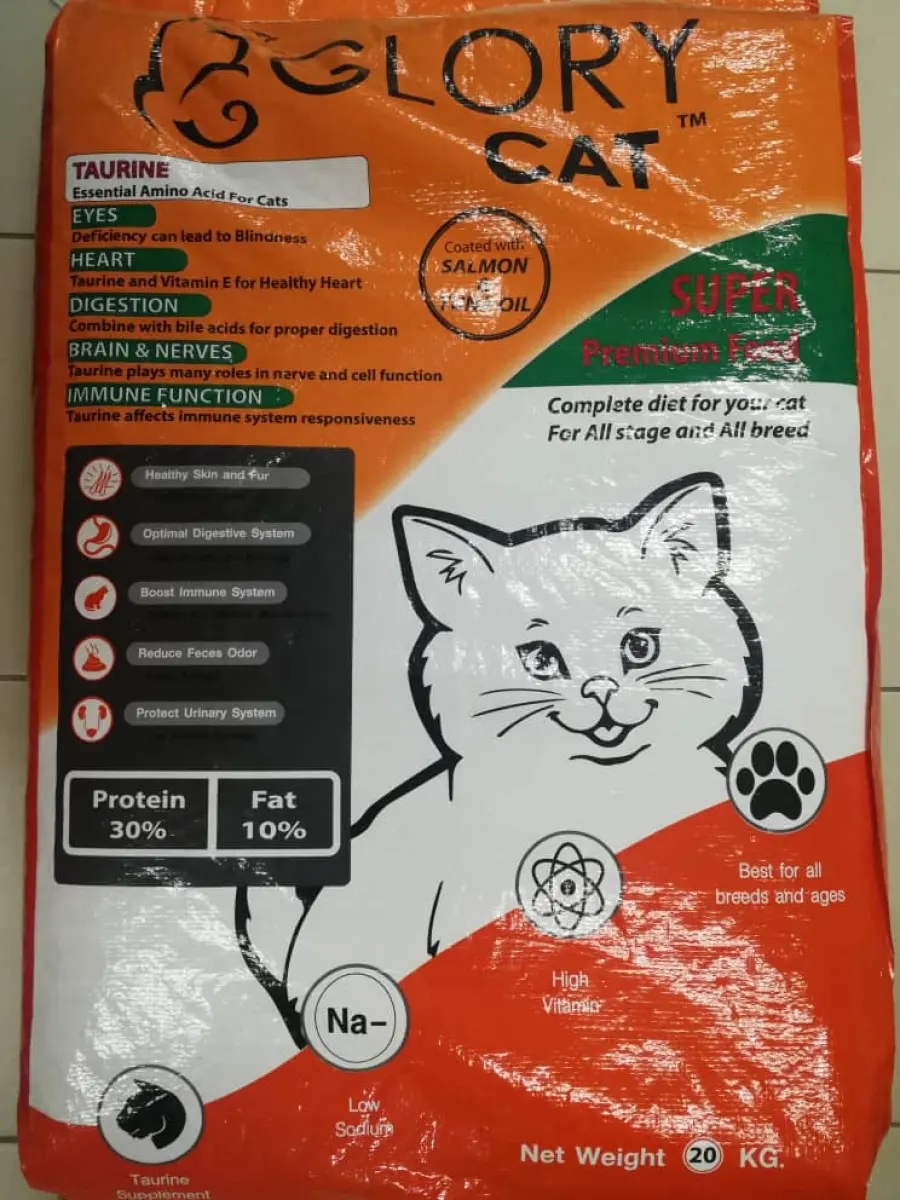 GLORY
CAT™
TAURINE
Essential Amino Acid For Cats
EYES
Deficiency can lead to Blindness
HEART
Taurine and Vitamin E for Healthy Heart
DIGESTION
Combine with bile acids for proper digestion
BRAIN & NERVES
Taurine plays many roles in nerve and cell function
IMMUNE FUNCTION
Taurine affects immune system responsiveness
Coated with
SALMON
&
TUNA OIL
SUPER
Premium Food
Complete diet for your cat
For All stage and All breed
Healthy Skin and Fur
Optimal Digestive System
Boost Immune System
Reduce Feces Odor
Protect Urinary System
Protein
30%
Fat
10%
Best for all
breeds and ages
High
Vitamin
Na-
Low
Sodium
Taurine
Supplement
Net Weight 20 KG.